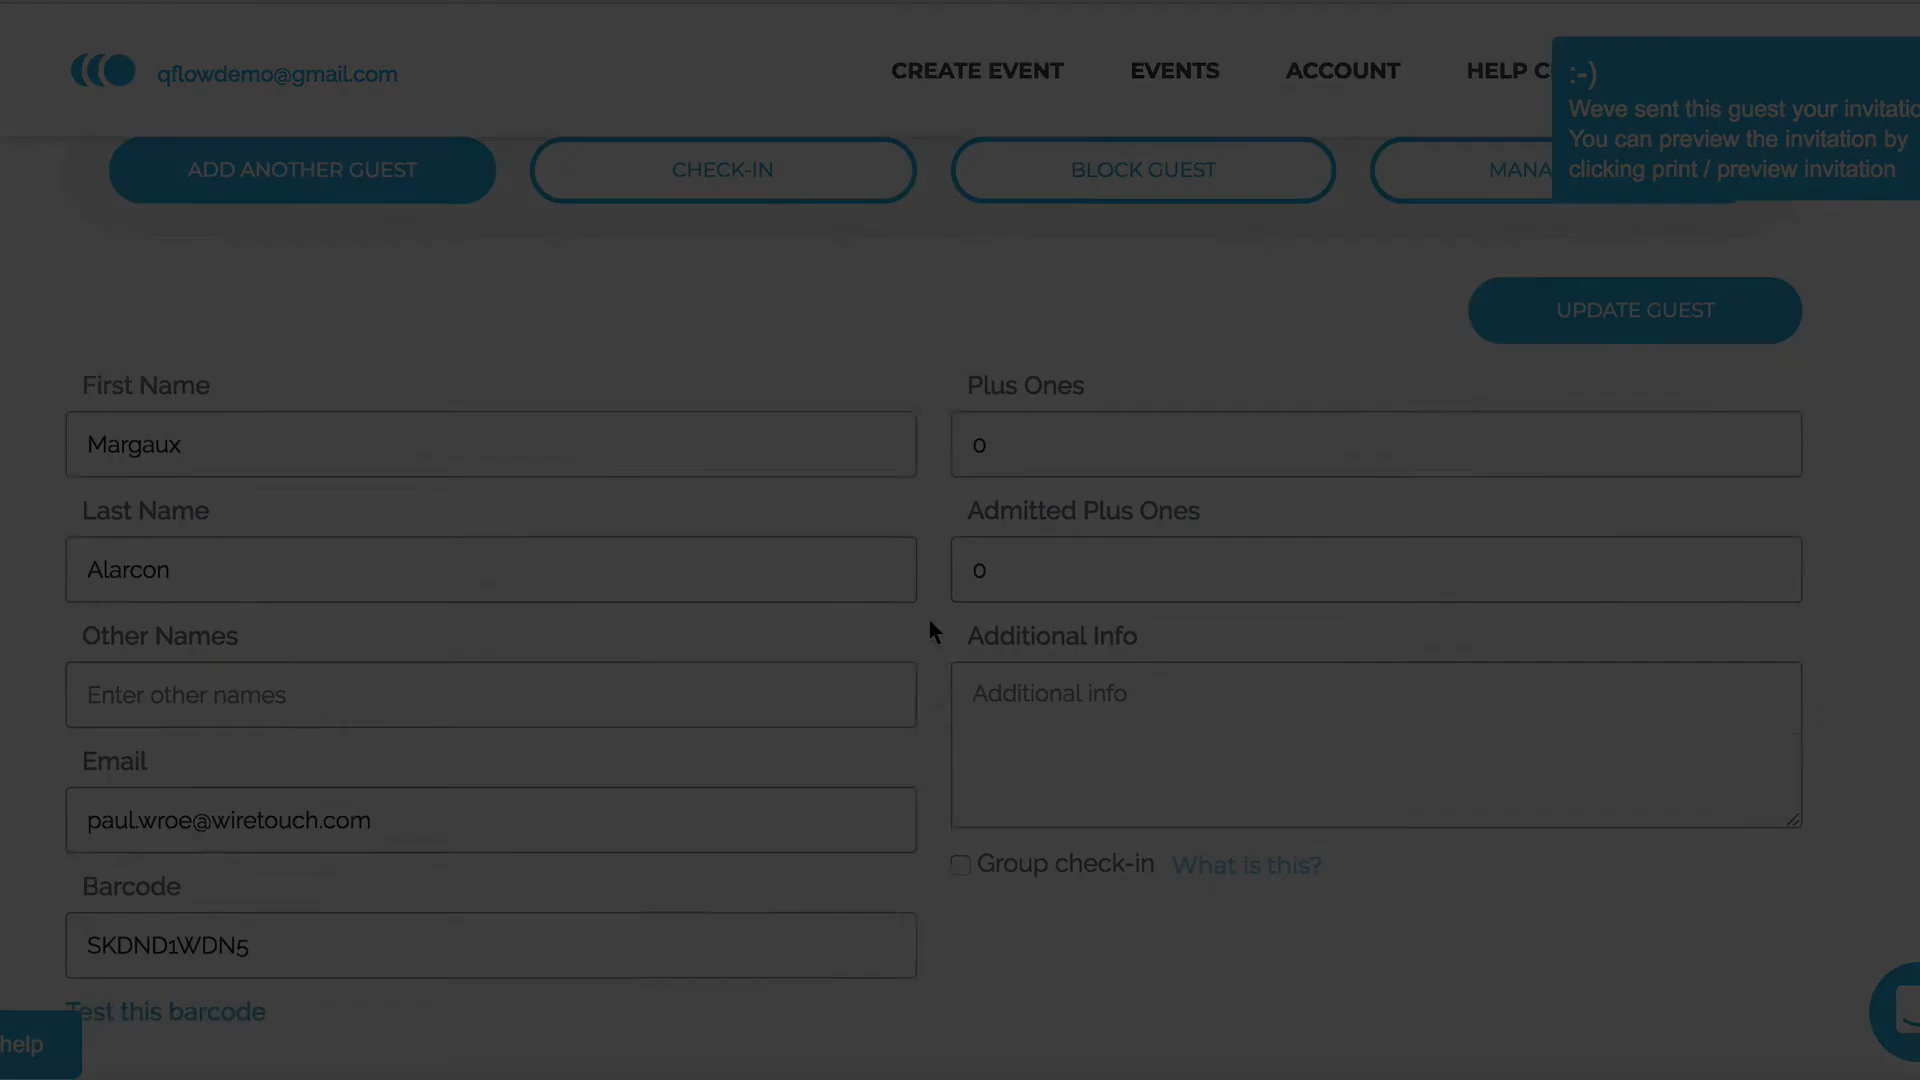 qflowdemo@gmail.com
CREATE EVENT
EVENTS
ACCOUNT
HELP
:-)
Weve sent this guest your
You can preview the invitation by
clicking print / preview invitation
ADD ANOTHER GUEST
CHECK-IN
BLOCK GUEST
UPDATE GUEST
First Name
Margaux
Last Name
Alarcon
Other Names
Enter other names
Email
paul.wroe@wiretouch.com
Barcode
SKDND1WDN5
Test this barcode
Plus Ones
0
Admitted Plus Ones
0
Additional Info
Additional info
Group check-in What is this?
help